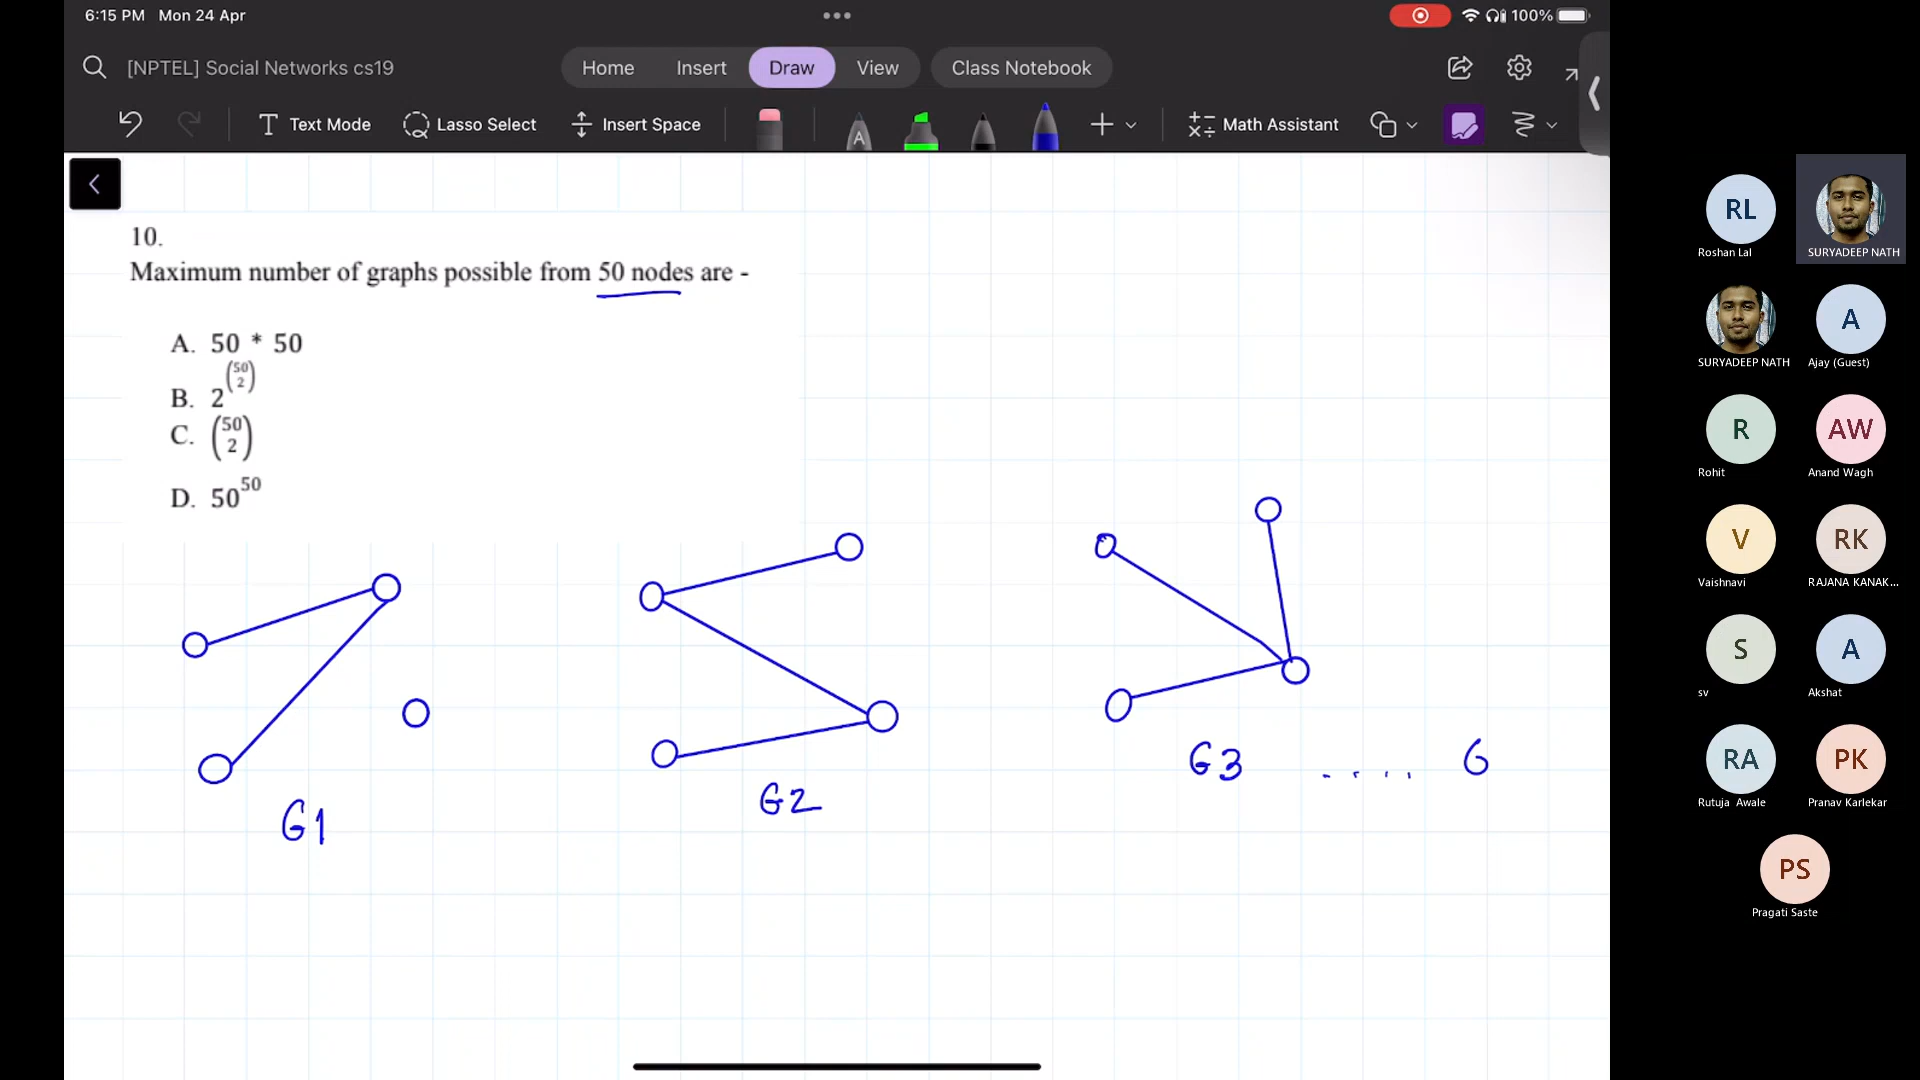 6:15 PM Mon 24 Apr
100%
[NPTEL] Social Networks cs19
Home Insert Draw View Class Notebook
Text Mode Lasso Select Insert Space A Math Assistant
10.
Maximum number of graphs possible from 50 nodes are -
A. 50 * 50
B. 2^(50 2)
C. (50 2)
D. 50^50
G1
G2
G3 ..... G
RL
Roshan Lal
SURYADEEP NATH
SURYADEEP NATH
A
Ajay (Guest)
R
Rohit
AW
Anand Wagh
V
Vaishnavi
RK
RAJANA KANAK...
S
sv
A
Akshat
RA
Rutuja Awale
PK
Pranav Karlekar
PS
Pragati Saste